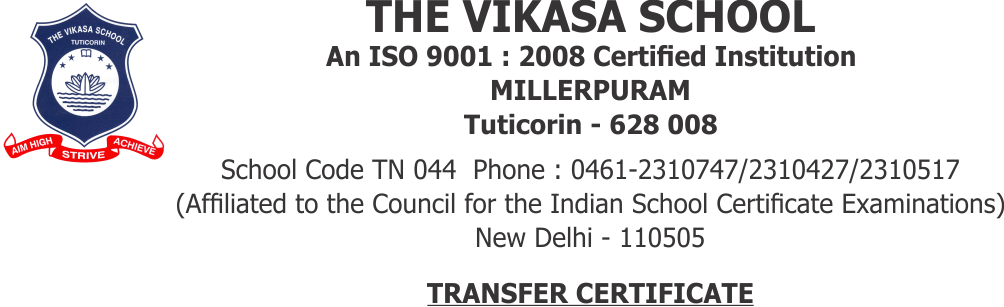 THE VIKASA SCHOOL
TUTICORIN
AIM HIGH
STRIVE
ACHIEVE
THE VIKASA SCHOOL
An ISO 9001 : 2008 Certified Institution
MILLERPURAM
Tuticorin - 628 008
School Code TN 044  Phone : 0461-2310747/2310427/2310517
(Affiliated to the Council for the Indian School Certificate Examinations)
New Delhi - 110505
TRANSFER CERTIFICATE